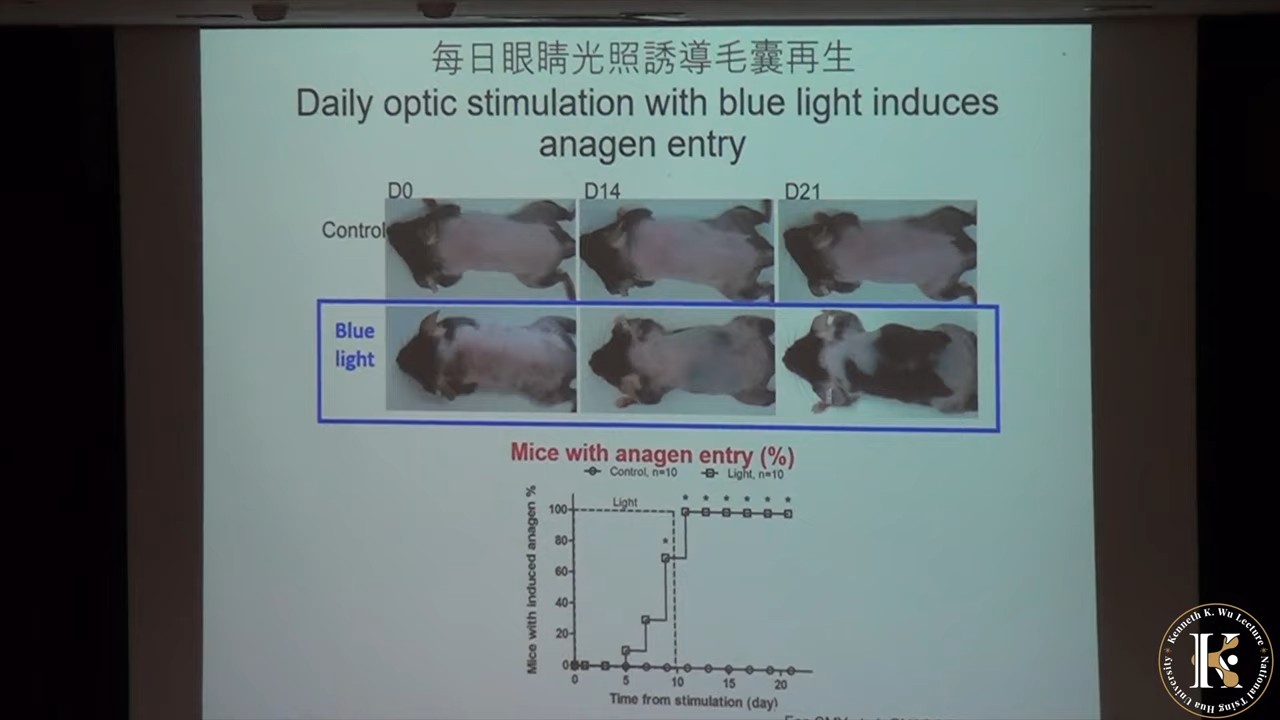 每日眼睛光照誘導毛囊再生
Daily optic stimulation with blue light induces
anagen entry
D0 D14 D21
Control
Blue
light
Mice with anagen entry (%)
Control, n=10 Light, n=10
Mice with induced anagen %
Light
100
80
60
40
20
0
0 5 10 15 20
Time from stimulation (day)
Kenneth K. Wu Lecture
National Tsing Hua University
K